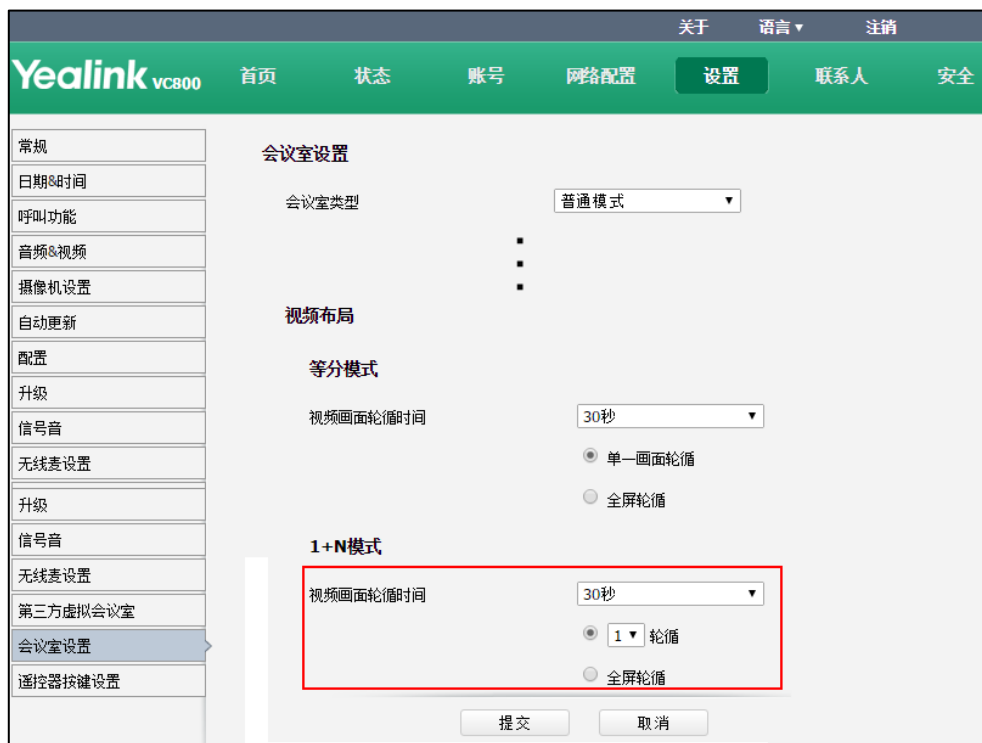 关于 语言▼ 注销
Yealink VC800 首页 状态 账号 网络配置 设置 联系人 安全
常规
日期&时间
呼叫功能
音频&视频
摄像机设置
自动更新
配置
升级
信号音
无线麦设置
升级
信号音
无线麦设置
第三方虚拟会议室
会议室设置
遥控器按键设置
会议室设置
会议室类型 普通模式
视频布局
等分模式
视频画面轮循时间 30秒
单一画面轮循
全屏轮循
1+N模式
视频画面轮循时间 30秒
1 轮循
全屏轮循
提交 取消